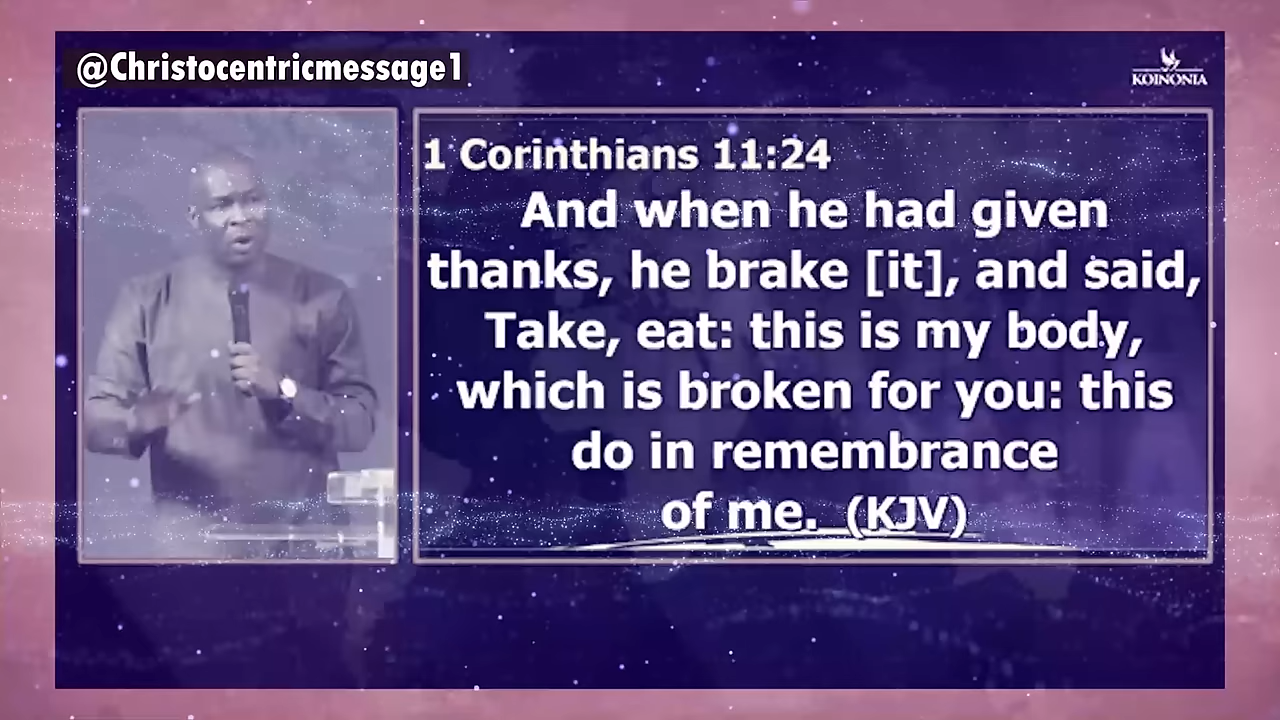 @Christocentricmessage1
KOINONIA
1 Corinthians 11:24
And when he had given
thanks, he brake [it], and said,
Take, eat: this is my body,
which is broken for you: this
do in remembrance
of me. (KJV)